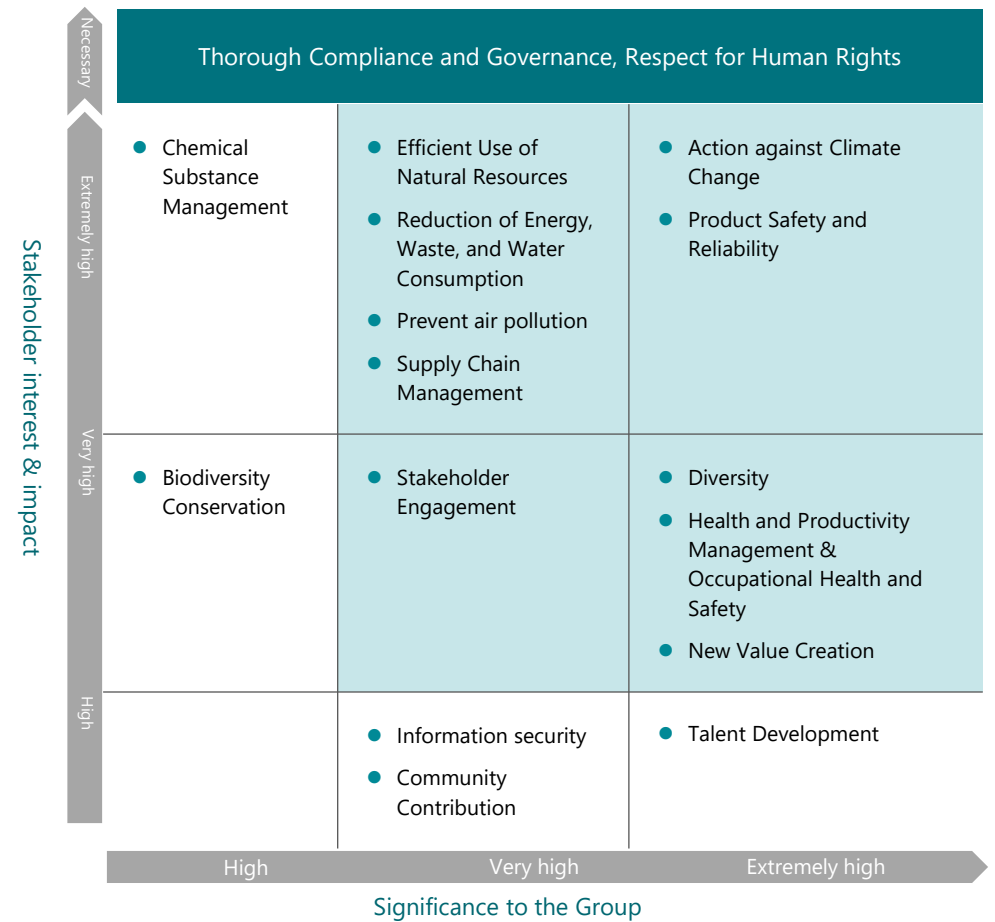 Necessary
Thorough Compliance and Governance, Respect for Human Rights
Stakeholder interest & impact
Extremely high
Chemical
Substance
Management
Efficient Use of
Natural Resources
Reduction of Energy,
Waste, and Water
Consumption
Prevent air pollution
Supply Chain
Management
Action against Climate
Change
Product Safety and
Reliability
Very high
Biodiversity
Conservation
Stakeholder
Engagement
Diversity
Health and Productivity
Management &
Occupational Health and
Safety
New Value Creation
High
Information security
Community
Contribution
Talent Development
High
Very high
Extremely high
Significance to the Group